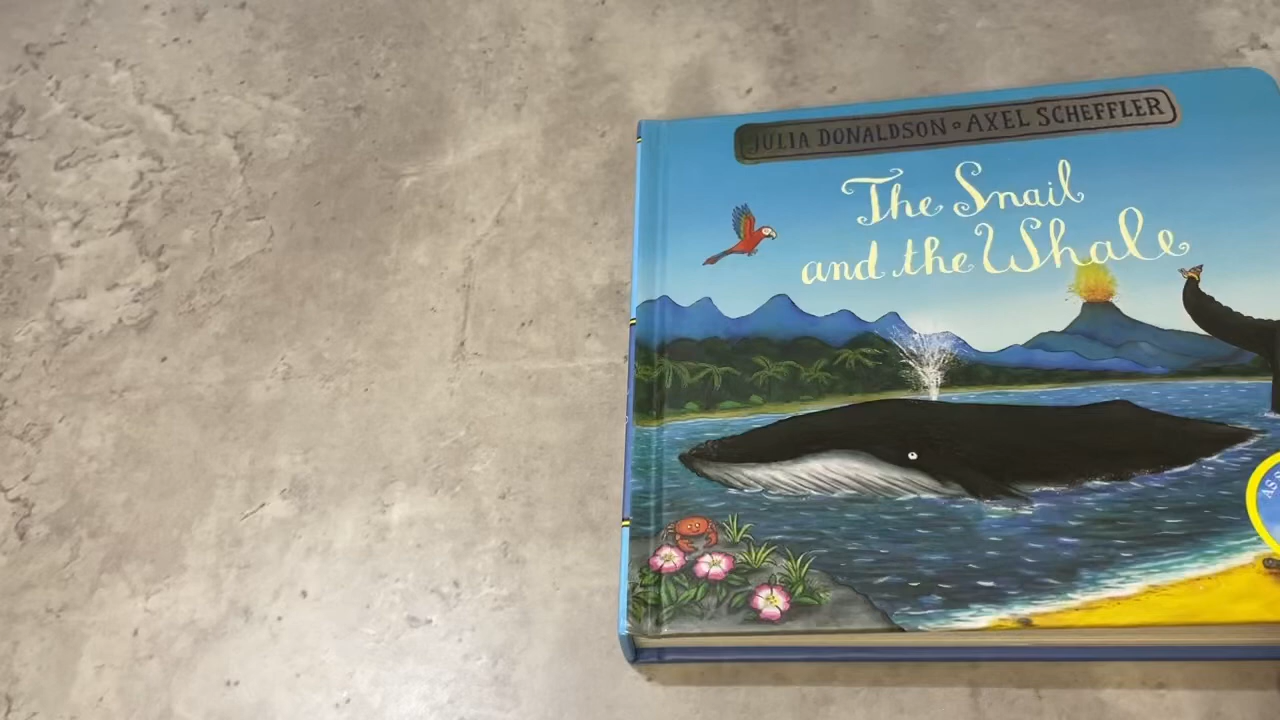 JULIA DONALDSON • AXEL SCHEFFLER
The Snail
and the Whale